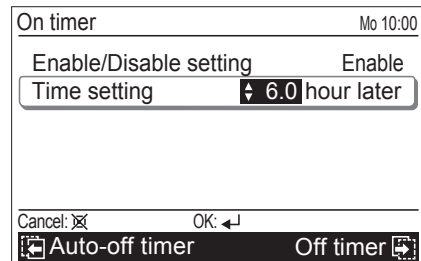 On timer Mo 10:00
Enable/Disable setting Enable
Time setting 6.0 hour later
Cancel: OK:
Auto-off timer Off timer